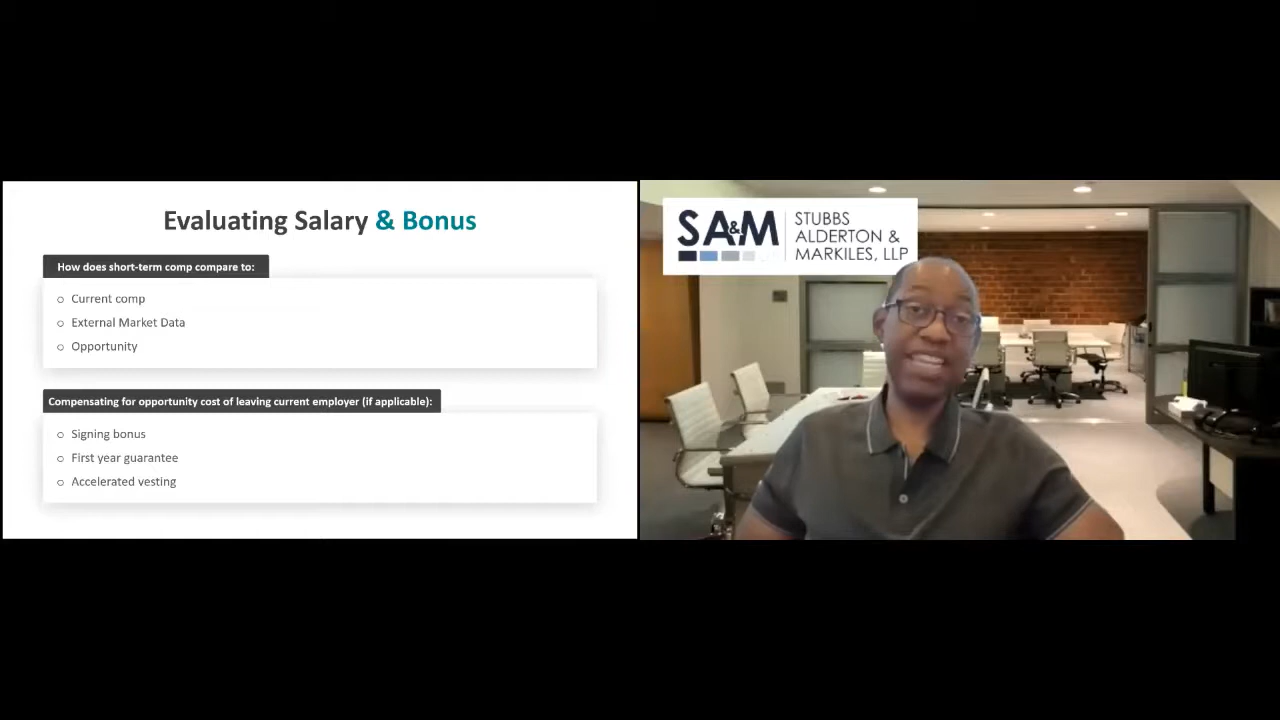 Evaluating Salary & Bonus
How does short-term comp compare to:
○ Current comp
○ External Market Data
○ Opportunity
Compensating for opportunity cost of leaving current employer (if applicable):
○ Signing bonus
○ First year guarantee
○ Accelerated vesting
SA&M
STUBBS
ALDERTON &
MARKILES, LLP